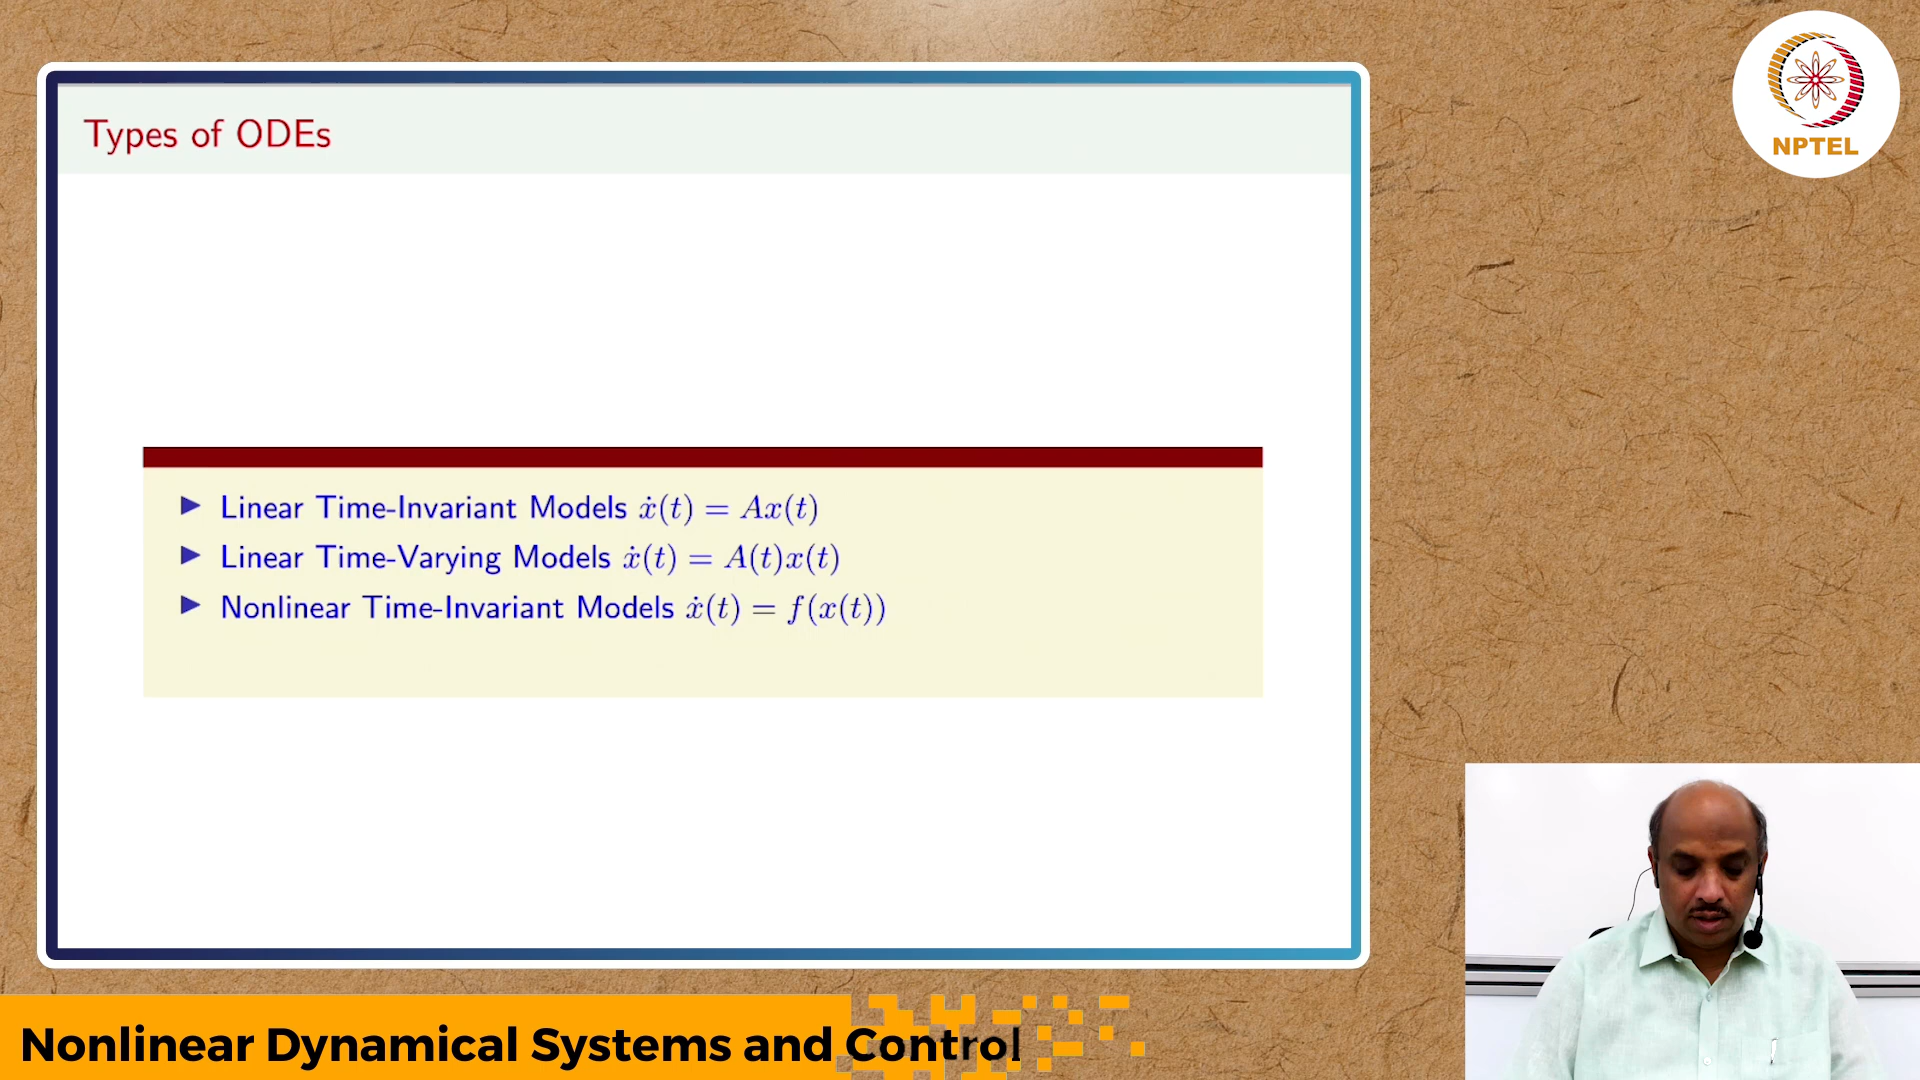 Types of ODEs
NPTEL
▶ Linear Time-Invariant Models ẋ(t) = Ax(t)
▶ Linear Time-Varying Models ẋ(t) = A(t)x(t)
▶ Nonlinear Time-Invariant Models ẋ(t) = f(x(t))
Nonlinear Dynamical Systems and Control